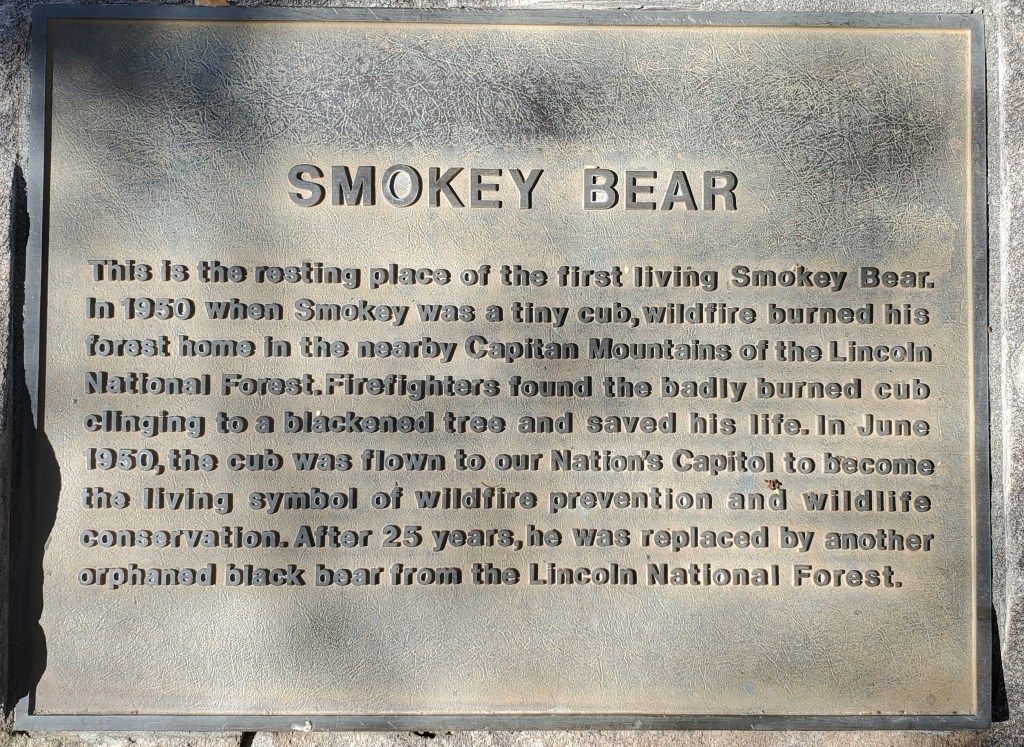 SMOKEY BEAR
This is the resting place of the first living Smokey Bear.
In 1950 when Smokey was a tiny cub, wildfire burned his
forest home in the nearby Capitan Mountains of the Lincoln
National Forest. Firefighters found the badly burned cub
clinging to a blackened tree and saved his life. In June
1950, the cub was flown to our Nation's Capitol to become
the living symbol of wildfire prevention and wildlife
conservation. After 25 years, he was replaced by another
orphaned black bear from the Lincoln National Forest.